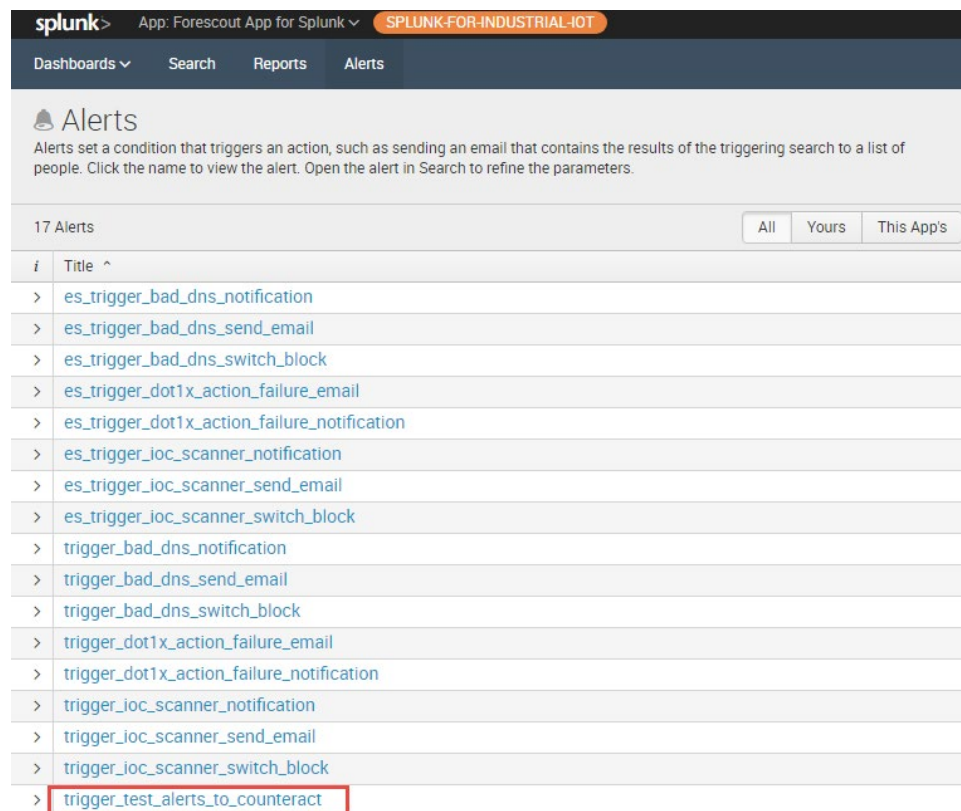 splunk> App: Forescout App for Splunk SPLUNK-FOR-INDUSTRIAL-IOT
Dashboards Search Reports Alerts
Alerts
Alerts set a condition that triggers an action, such as sending an email that contains the results of the triggering search to a list of
people. Click the name to view the alert. Open the alert in Search to refine the parameters.
17 Alerts All Yours This App's
i Title
es_trigger_bad_dns_notification
es_trigger_bad_dns_send_email
es_trigger_bad_dns_switch_block
es_trigger_dot1x_action_failure_email
es_trigger_dot1x_action_failure_notification
es_trigger_ioc_scanner_notification
es_trigger_ioc_scanner_send_email
es_trigger_ioc_scanner_switch_block
trigger_bad_dns_notification
trigger_bad_dns_send_email
trigger_bad_dns_switch_block
trigger_dot1x_action_failure_email
trigger_dot1x_action_failure_notification
trigger_ioc_scanner_notification
trigger_ioc_scanner_send_email
trigger_ioc_scanner_switch_block
trigger_test_alerts_to_counteract